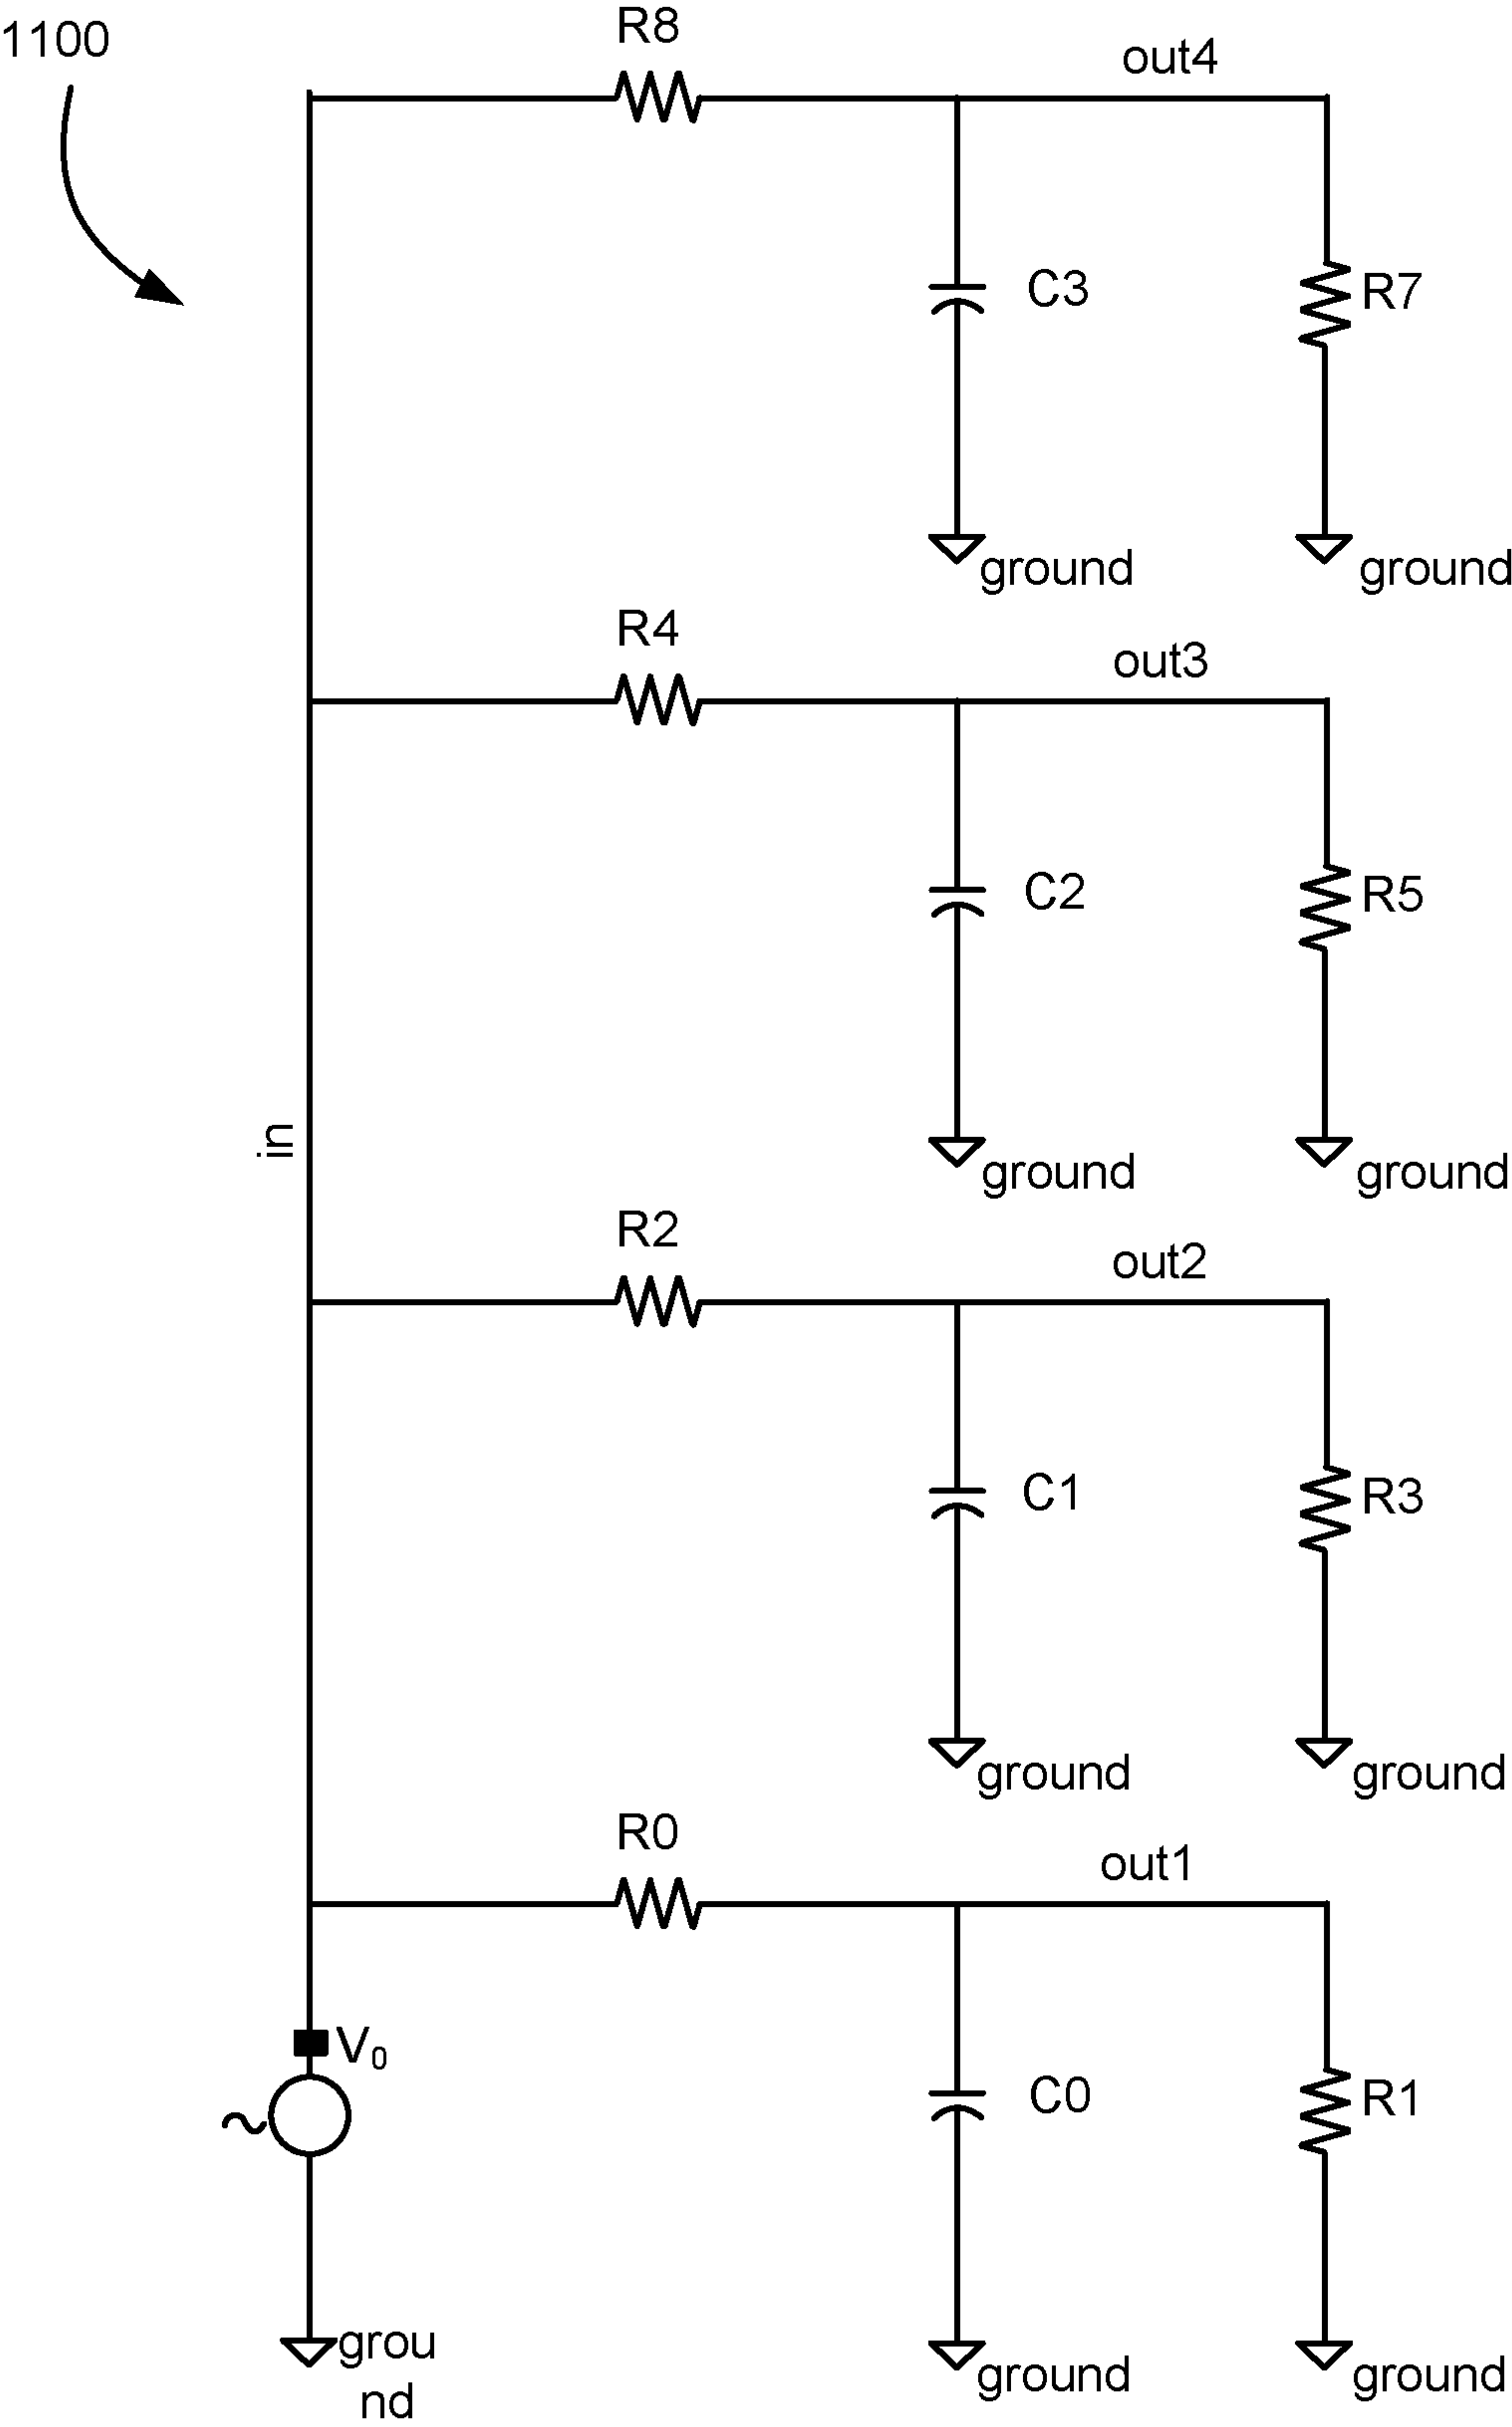 1100
R8
out4
C3
R7
ground
ground
R4
out3
C2
R5
in
ground
ground
R2
out2
C1
R3
ground
ground
R0
out1
V0
C0
R1
grou
nd
ground
ground